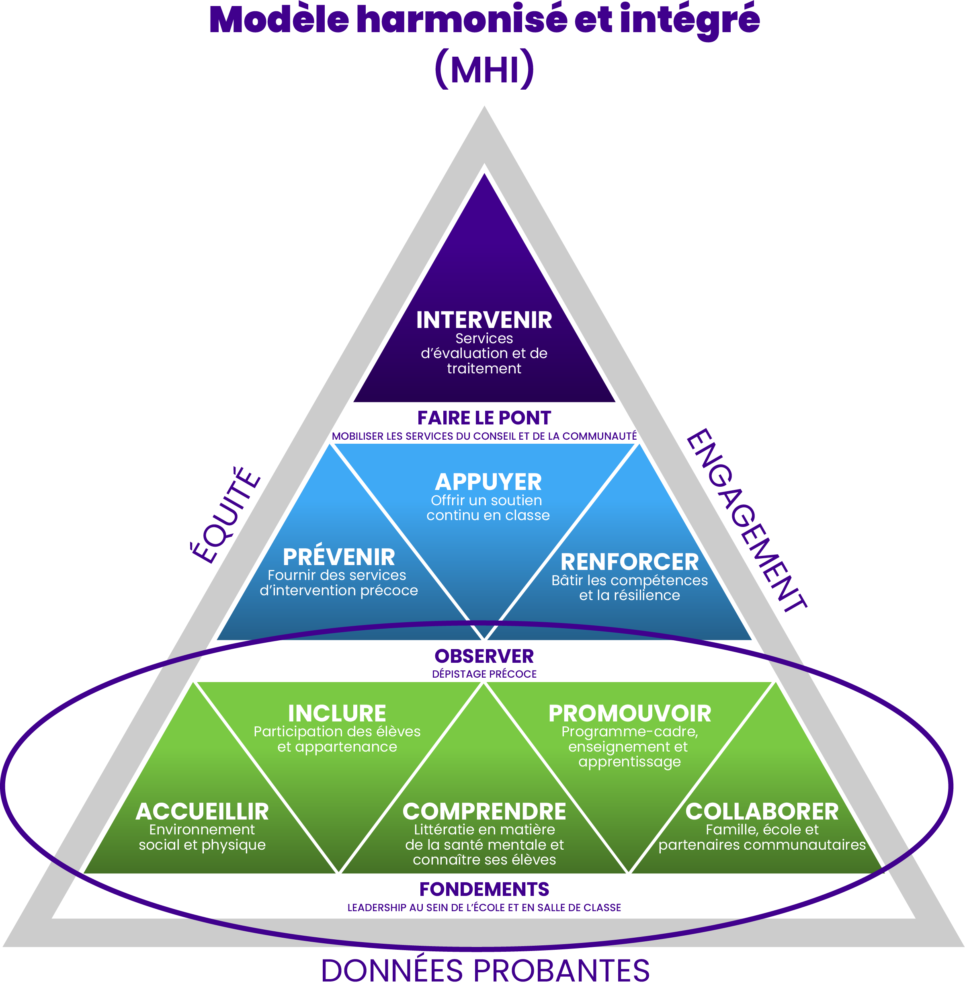 Modèle harmonisé et intégré
(MHI)
INTERVENIR
Services
d’évaluation et de
traitement
FAIRE LE PONT
MOBILISER LES SERVICES DU CONSEIL ET DE LA COMMUNAUTÉ
ÉQUITÉ
ENGAGEMENT
APPUYER
Offrir un soutien
continu en classe
PRÉVENIR
Fournir des services
d’intervention précoce
RENFORCER
Bâtir les compétences
et la résilience
OBSERVER
DÉPISTAGE PRÉCOCE
INCLURE
Participation des élèves
et appartenance
PROMOUVOIR
Programme-cadre,
enseignement et
apprentissage
ACCUEILLIR
Environnement
social et physique
COMPRENDRE
Littératie en matière
de la santé mentale et
connaître ses élèves
COLLABORER
Famille, école et
partenaires communautaires
FONDEMENTS
LEADERSHIP AU SEIN DE L’ÉCOLE ET EN SALLE DE CLASSE
DONNÉES PROBANTES